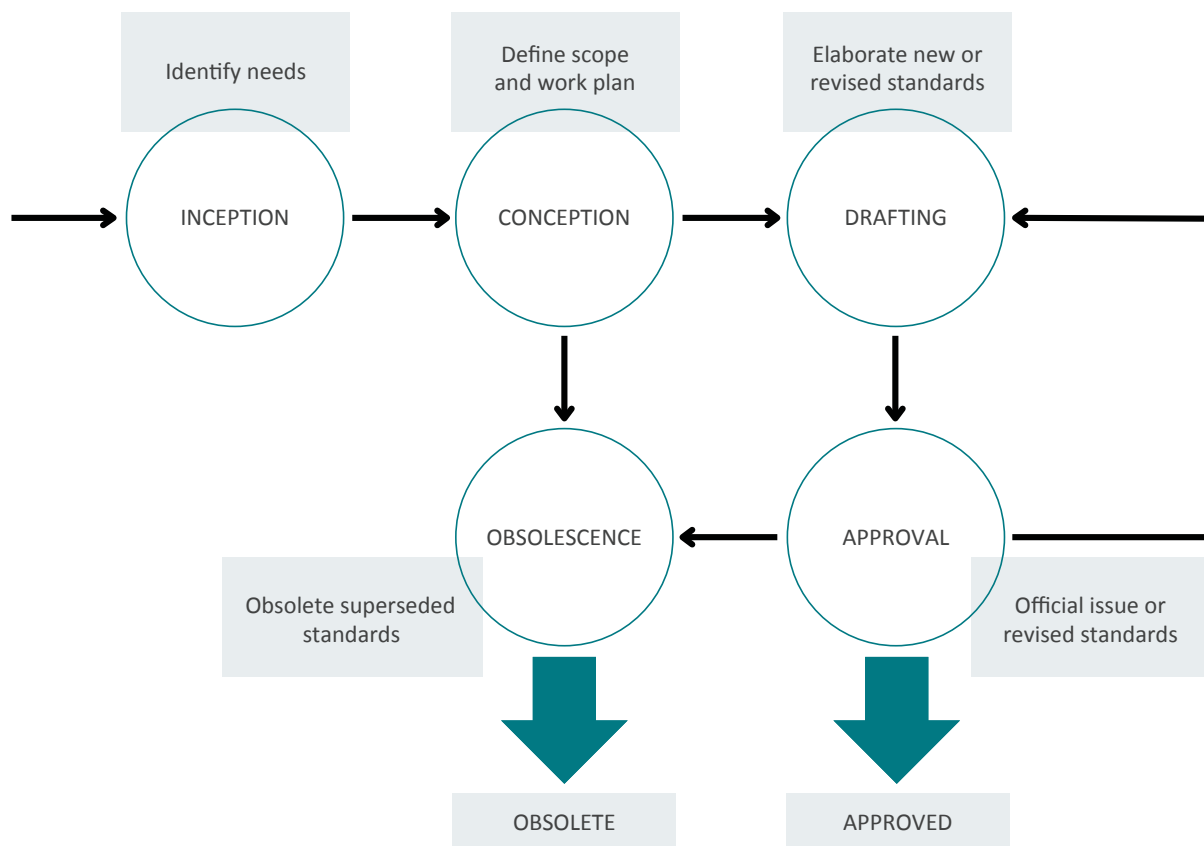 Identify needs
Define scope
and work plan
Elaborate new or
revised standards
INCEPTION
CONCEPTION
DRAFTING
OBSOLESCENCE
APPROVAL
Obsolete superseded
standards
Official issue or
revised standards
OBSOLETE
APPROVED